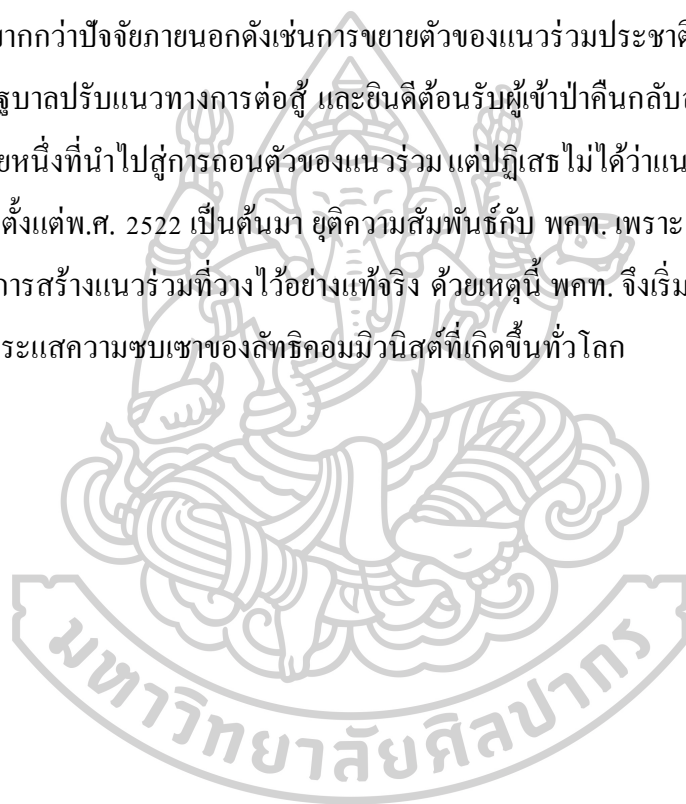 มากกว่าปัจจัยภายนอกดังเช่นการขยายตัวของแนวร่วมประชาติ
ฐบาลปรับแนวทางการต่อสู้ และยินดีต้อนรับผู้เข้าป่าคืนกลับ
ยหนึ่งที่นำไปสู่การถอนตัวของแนวร่วม แต่ปฏิเสธไม่ได้ว่าแน
ตั้งแต่พ.ศ. 2522 เป็นต้นมา ยุติความสัมพันธ์กับ พคท. เพราะ
การสร้างแนวร่วมที่วางไว้อย่างแท้จริง ด้วยเหตุนี้ พคท. จึงเริ่ม
ระแสความซบเซาของลัทธิคอมมิวนิสต์ที่เกิดขึ้นทั่วโลก
มหาวิทยาลัยศิลปากร